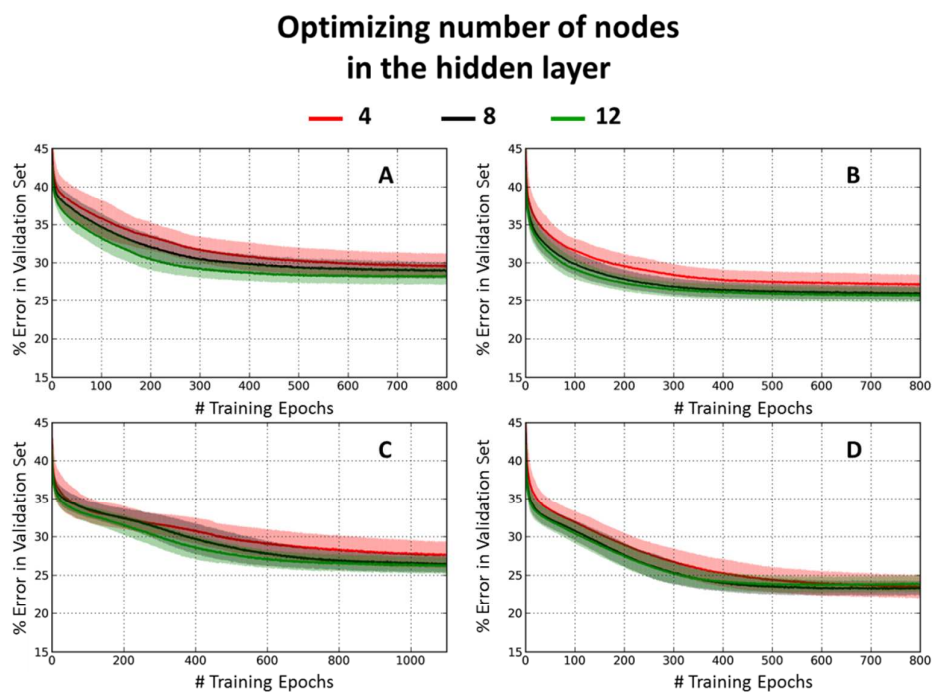 Optimizing number of nodes
in the hidden layer
4 8 12
A
% Error in Validation Set
45
40
35
30
25
20
15
0 100 200 300 400 500 600 700 800
# Training Epochs
B
% Error in Validation Set
45
40
35
30
25
20
15
0 100 200 300 400 500 600 700 800
# Training Epochs
C
% Error in Validation Set
45
40
35
30
25
20
15
0 200 400 600 800 1000
# Training Epochs
D
% Error in Validation Set
45
40
35
30
25
20
15
0 100 200 300 400 500 600 700 800
# Training Epochs